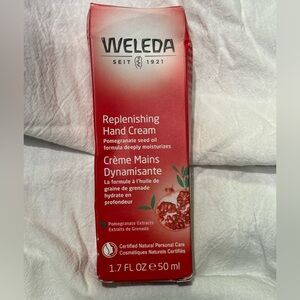 WELEDA
SEIT 1921
Replenishing
Hand Cream
Pomegranate seed oil
formula deeply moisturizes
Crème Mains
Dynamisante
La formule à l'huile de
graine de grenade
hydrate en
profondeur
Pomegranate Extracts
Extraits de Grenade
Certified Natural Personal Care
Cosmétiques Naturels Certifiés
1.7 FL OZ ℮ 50 ml